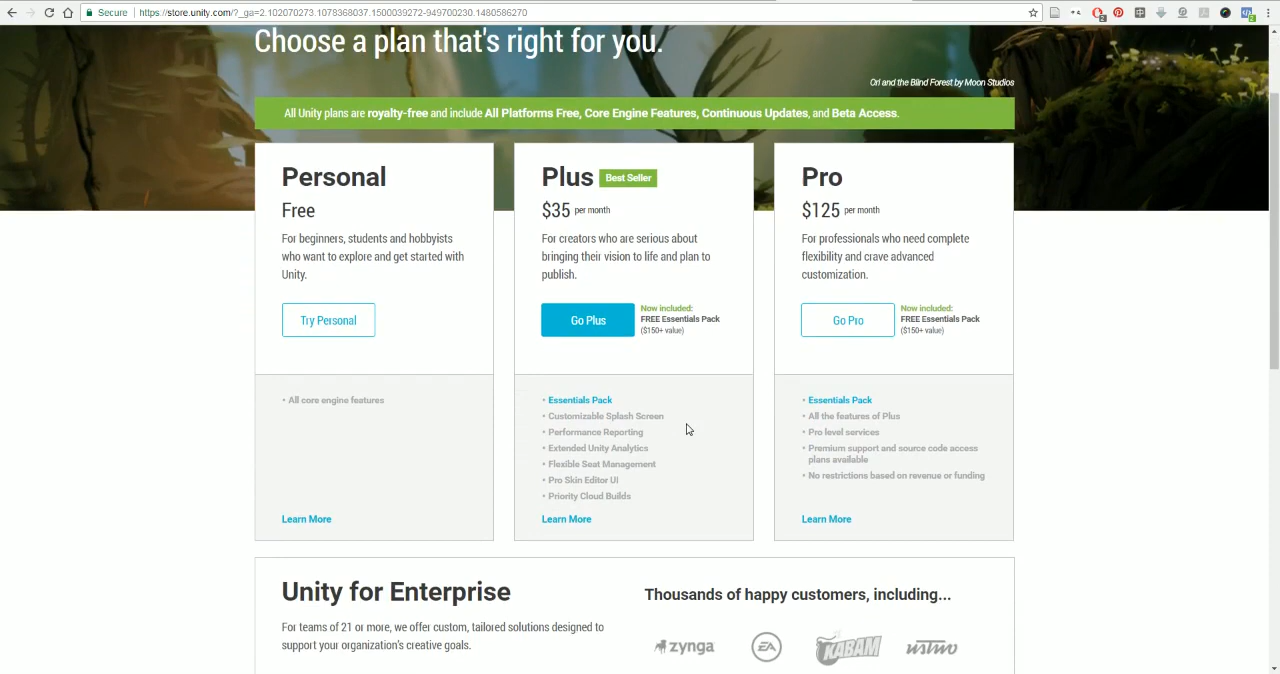 Secure
https://store.unity.com/?_ga=2.102070273.1078368037.1500039272-949700230.1480586270
Choose a plan that's right for you.
Ori and the Blind Forest by Moon Studios
All Unity plans are royalty-free and include All Platforms Free, Core Engine Features, Continuous Updates, and Beta Access.
Personal
Free
For beginners, students and hobbyists
who want to explore and get started with
Unity.
Try Personal
• All core engine features
Learn More
Plus Best Seller
$35 per month
For creators who are serious about
bringing their vision to life and plan to
publish.
Go Plus
Now included:
FREE Essentials Pack
($150+ value)
• Essentials Pack
• Customizable Splash Screen
• Performance Reporting
• Extended Unity Analytics
• Flexible Seat Management
• Pro Skin Editor UI
• Priority Cloud Builds
Learn More
Pro
$125 per month
For professionals who need complete
flexibility and crave advanced
customization.
Go Pro
Now included:
FREE Essentials Pack
($150+ value)
• Essentials Pack
• All the features of Plus
• Pro level services
• Premium support and source code access
plans available
• No restrictions based on revenue or funding
Learn More
Unity for Enterprise
For teams of 21 or more, we offer custom, tailored solutions designed to
support your organization's creative goals.
Thousands of happy customers, including...
zynga
EA
KABAM
ustwo